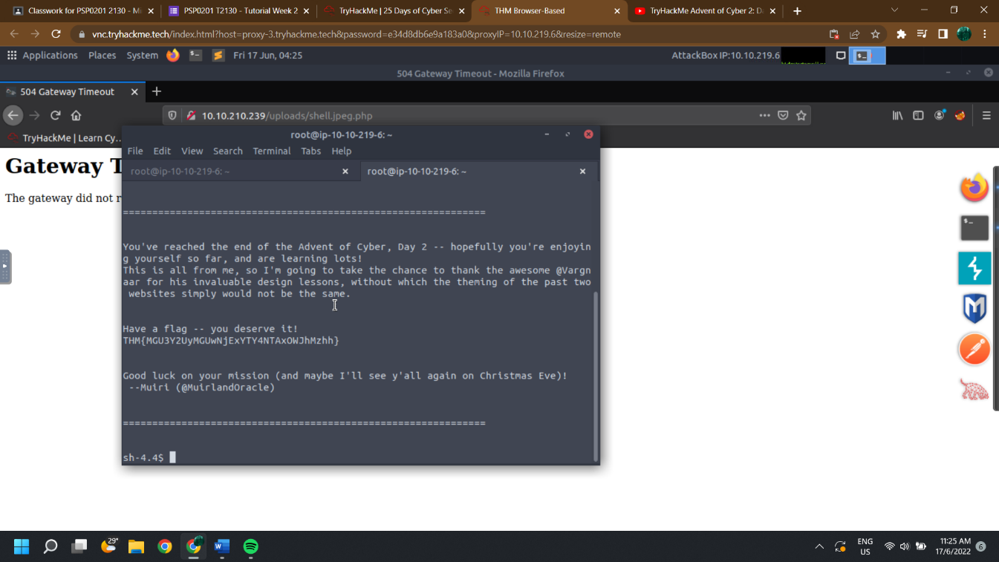 Classwork for PSP0201 2130 - Mi
PSP0201 T2130 - Tutorial Week 2
TryHackMe | 25 Days of Cyber Se
THM Browser-Based
TryHackMe Advent of Cyber 2: Da
vnc.tryhackme.tech/index.html?host=proxy-3.tryhackme.tech&password=e34d8db6e9a183a0&proxyIP=10.10.219.6&resize=remote
Applications Places System Fri 17 Jun, 04:25 AttackBox IP:10.10.219.6
504 Gateway Timeout - Mozilla Firefox
504 Gateway Timeout
10.10.210.239/uploads/shell.jpeg.php
TryHackMe | Learn Cy…
Gateway T
The gateway did not r
root@ip-10-10-219-6: ~
File Edit View Search Terminal Tabs Help
root@ip-10-10-219-6: ~ root@ip-10-10-219-6: ~
==============================================================
You've reached the end of the Advent of Cyber, Day 2 -- hopefully you're enjoyin
g yourself so far, and are learning lots!
This is all from me, so I'm going to take the chance to thank the awesome @Vargn
aar for his invaluable design lessons, without which the theming of the past two
websites simply would not be the same.
Have a flag -- you deserve it!
THM{MGU3Y2UyMGUwNjExYTY4NTAxOWJhMzhh}
Good luck on your mission (and maybe I'll see y'all again on Christmas Eve)!
--Muiri (@MuirlandOracle)
==============================================================
sh-4.4$
29°
ENG
US
11:25 AM
17/6/2022
6